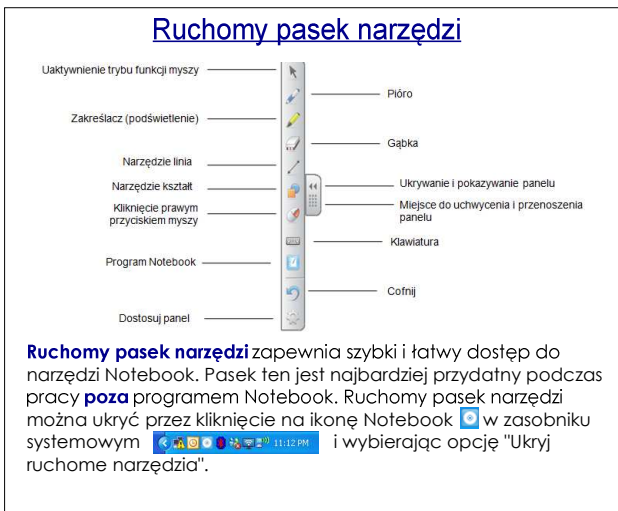 Ruchomy pasek narzędzi
Uaktywnienie trybu funkcji myszy
Pióro
Zakreślacz (podświetlenie)
Gąbka
Narzędzie linia
Narzędzie kształt
Ukrywanie i pokazywanie panelu
Kliknięcie prawym
przyciskiem myszy
Miejsce do uchwycenia i przenoszenia
panelu
Klawiatura
Program Notebook
Cofnij
Dostosuj panel
Ruchomy pasek narzędzi zapewnia szybki i łatwy dostęp do
narzędzi Notebook. Pasek ten jest najbardziej przydatny podczas
pracy poza programem Notebook. Ruchomy pasek narzędzi
można ukryć przez kliknięcie na ikonę Notebook w zasobniku
systemowym 11:12 PM i wybierając opcję "Ukryj
ruchome narzędzia".